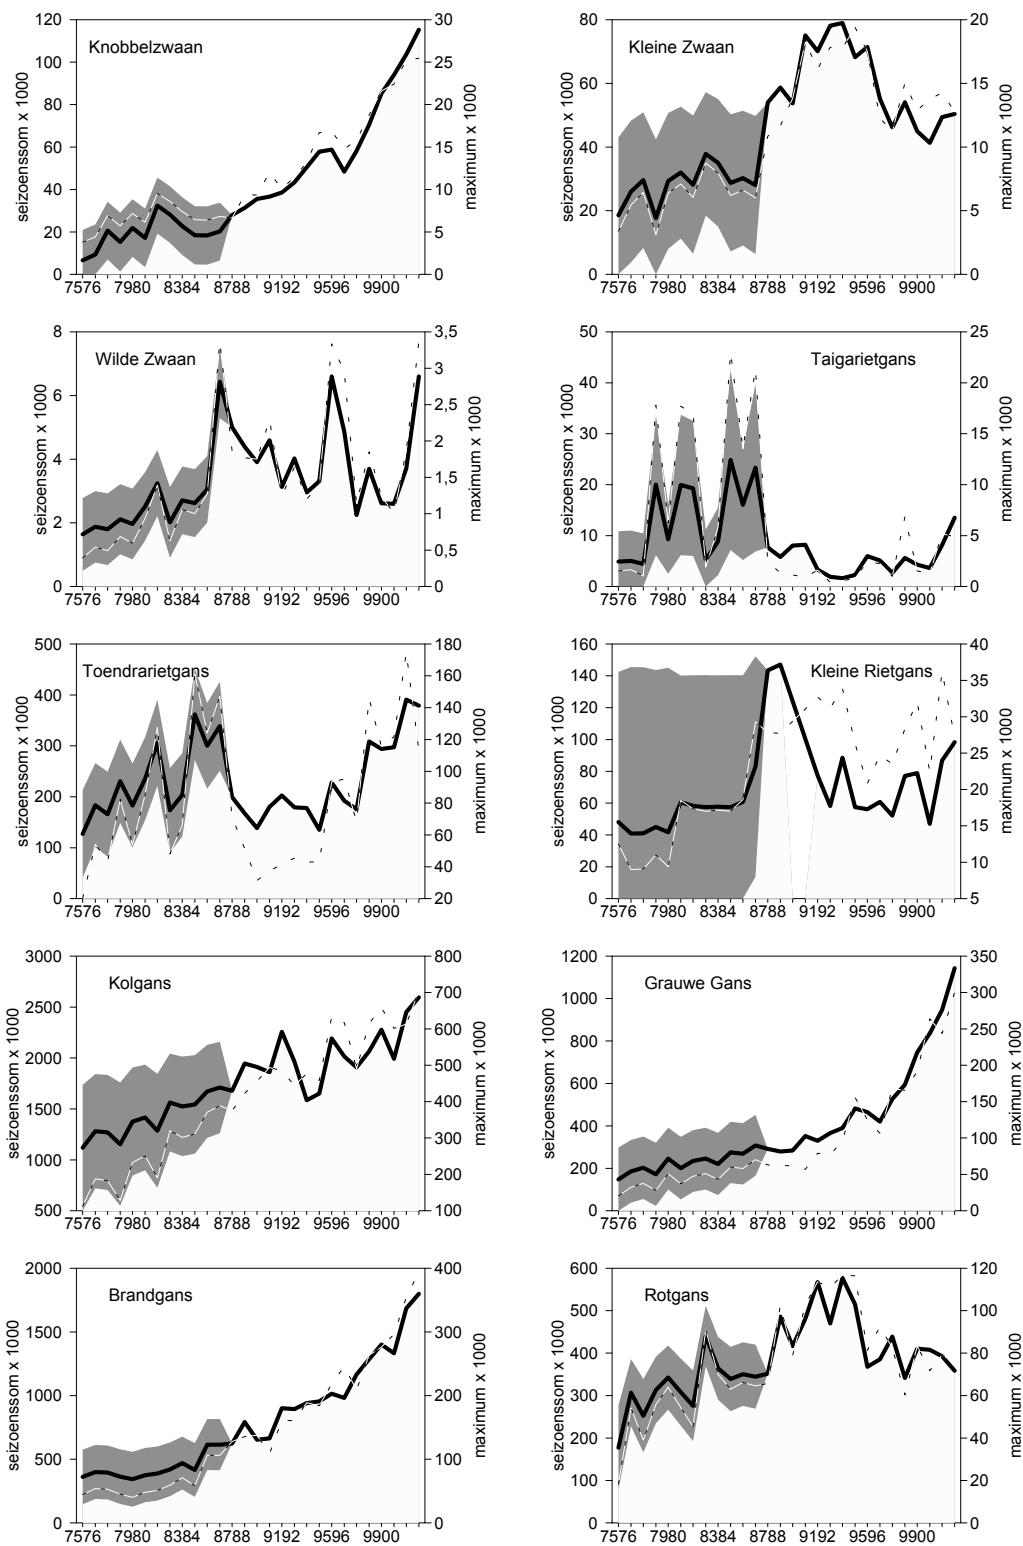 Knobbelzwaan
seizoenssom x 1000
0 20 40 60 80 100 120
maximum x 1000
0 5 10 15 20 25 30
7576 7980 8384 8788 9192 9596 9900
Kleine Zwaan
seizoenssom x 1000
0 20 40 60 80
maximum x 1000
0 5 10 15 20
7576 7980 8384 8788 9192 9596 9900
Wilde Zwaan
seizoenssom x 1000
0 2 4 6 8
maximum x 1000
0 0,5 1 1,5 2 2,5 3 3,5
7576 7980 8384 8788 9192 9596 9900
Taigarietgans
seizoenssom x 1000
0 10 20 30 40 50
maximum x 1000
0 5 10 15 20 25
7576 7980 8384 8788 9192 9596 9900
Toendrarietgans
seizoenssom x 1000
0 100 200 300 400 500
maximum x 1000
20 40 60 80 100 120 140 160 180
7576 7980 8384 8788 9192 9596 9900
Kleine Rietgans
seizoenssom x 1000
0 20 40 60 80 100 120 140 160
maximum x 1000
5 10 15 20 25 30 35 40
7576 7980 8384 8788 9192 9596 9900
Kolgans
seizoenssom x 1000
500 1000 1500 2000 2500 3000
maximum x 1000
100 200 300 400 500 600 700 800
7576 7980 8384 8788 9192 9596 9900
Grauwe Gans
seizoenssom x 1000
0 200 400 600 800 1000 1200
maximum x 1000
0 50 100 150 200 250 300 350
7576 7980 8384 8788 9192 9596 9900
Brandgans
seizoenssom x 1000
0 500 1000 1500 2000
maximum x 1000
0 100 200 300 400
7576 7980 8384 8788 9192 9596 9900
Rotgans
seizoenssom x 1000
0 100 200 300 400 500 600
maximum x 1000
0 20 40 60 80 100 120
7576 7980 8384 8788 9192 9596 9900